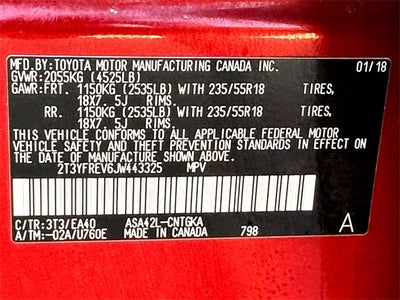 MFD.BY: TOYOTA MOTOR MANUFACTURING CANADA INC. 01/18
GVWR:2055KG (4525LB)
GAWR:FRT. 1150KG (2535LB) WITH 235/55R18 TIRES,
18X7. 5J RIMS.
RR. 1150KG (2535LB) WITH 235/55R18 TIRES,
18X7. 5J RIMS.
THIS VEHICLE CONFORMS TO ALL APPLICABLE FEDERAL MOTOR
VEHICLE SAFETY AND THEFT PREVENTION STANDARDS IN EFFECT
ON THE DATE OF MANUFACTURE SHOWN ABOVE.
2T3YFREV6JW443325 MPV
C/TR:3T3/EA40 ASA42L-CNTGKA A
A/TM:-02A/U760E MADE IN CANADA 798